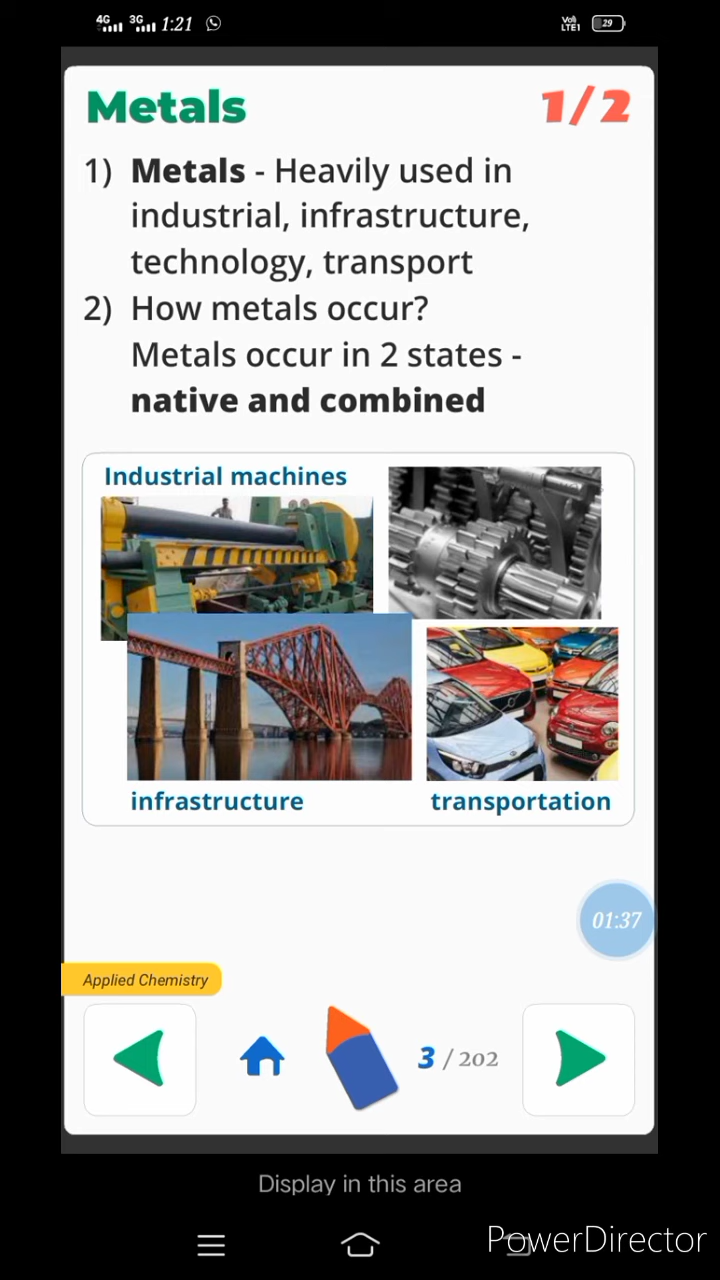 4G 3G 1:21 Vo) LTE1 29
Metals 1/2
1) Metals - Heavily used in
industrial, infrastructure,
technology, transport
2) How metals occur?
Metals occur in 2 states -
native and combined
Industrial machines
infrastructure transportation
01:37
Applied Chemistry
3 / 202
Display in this area
PowerDirector